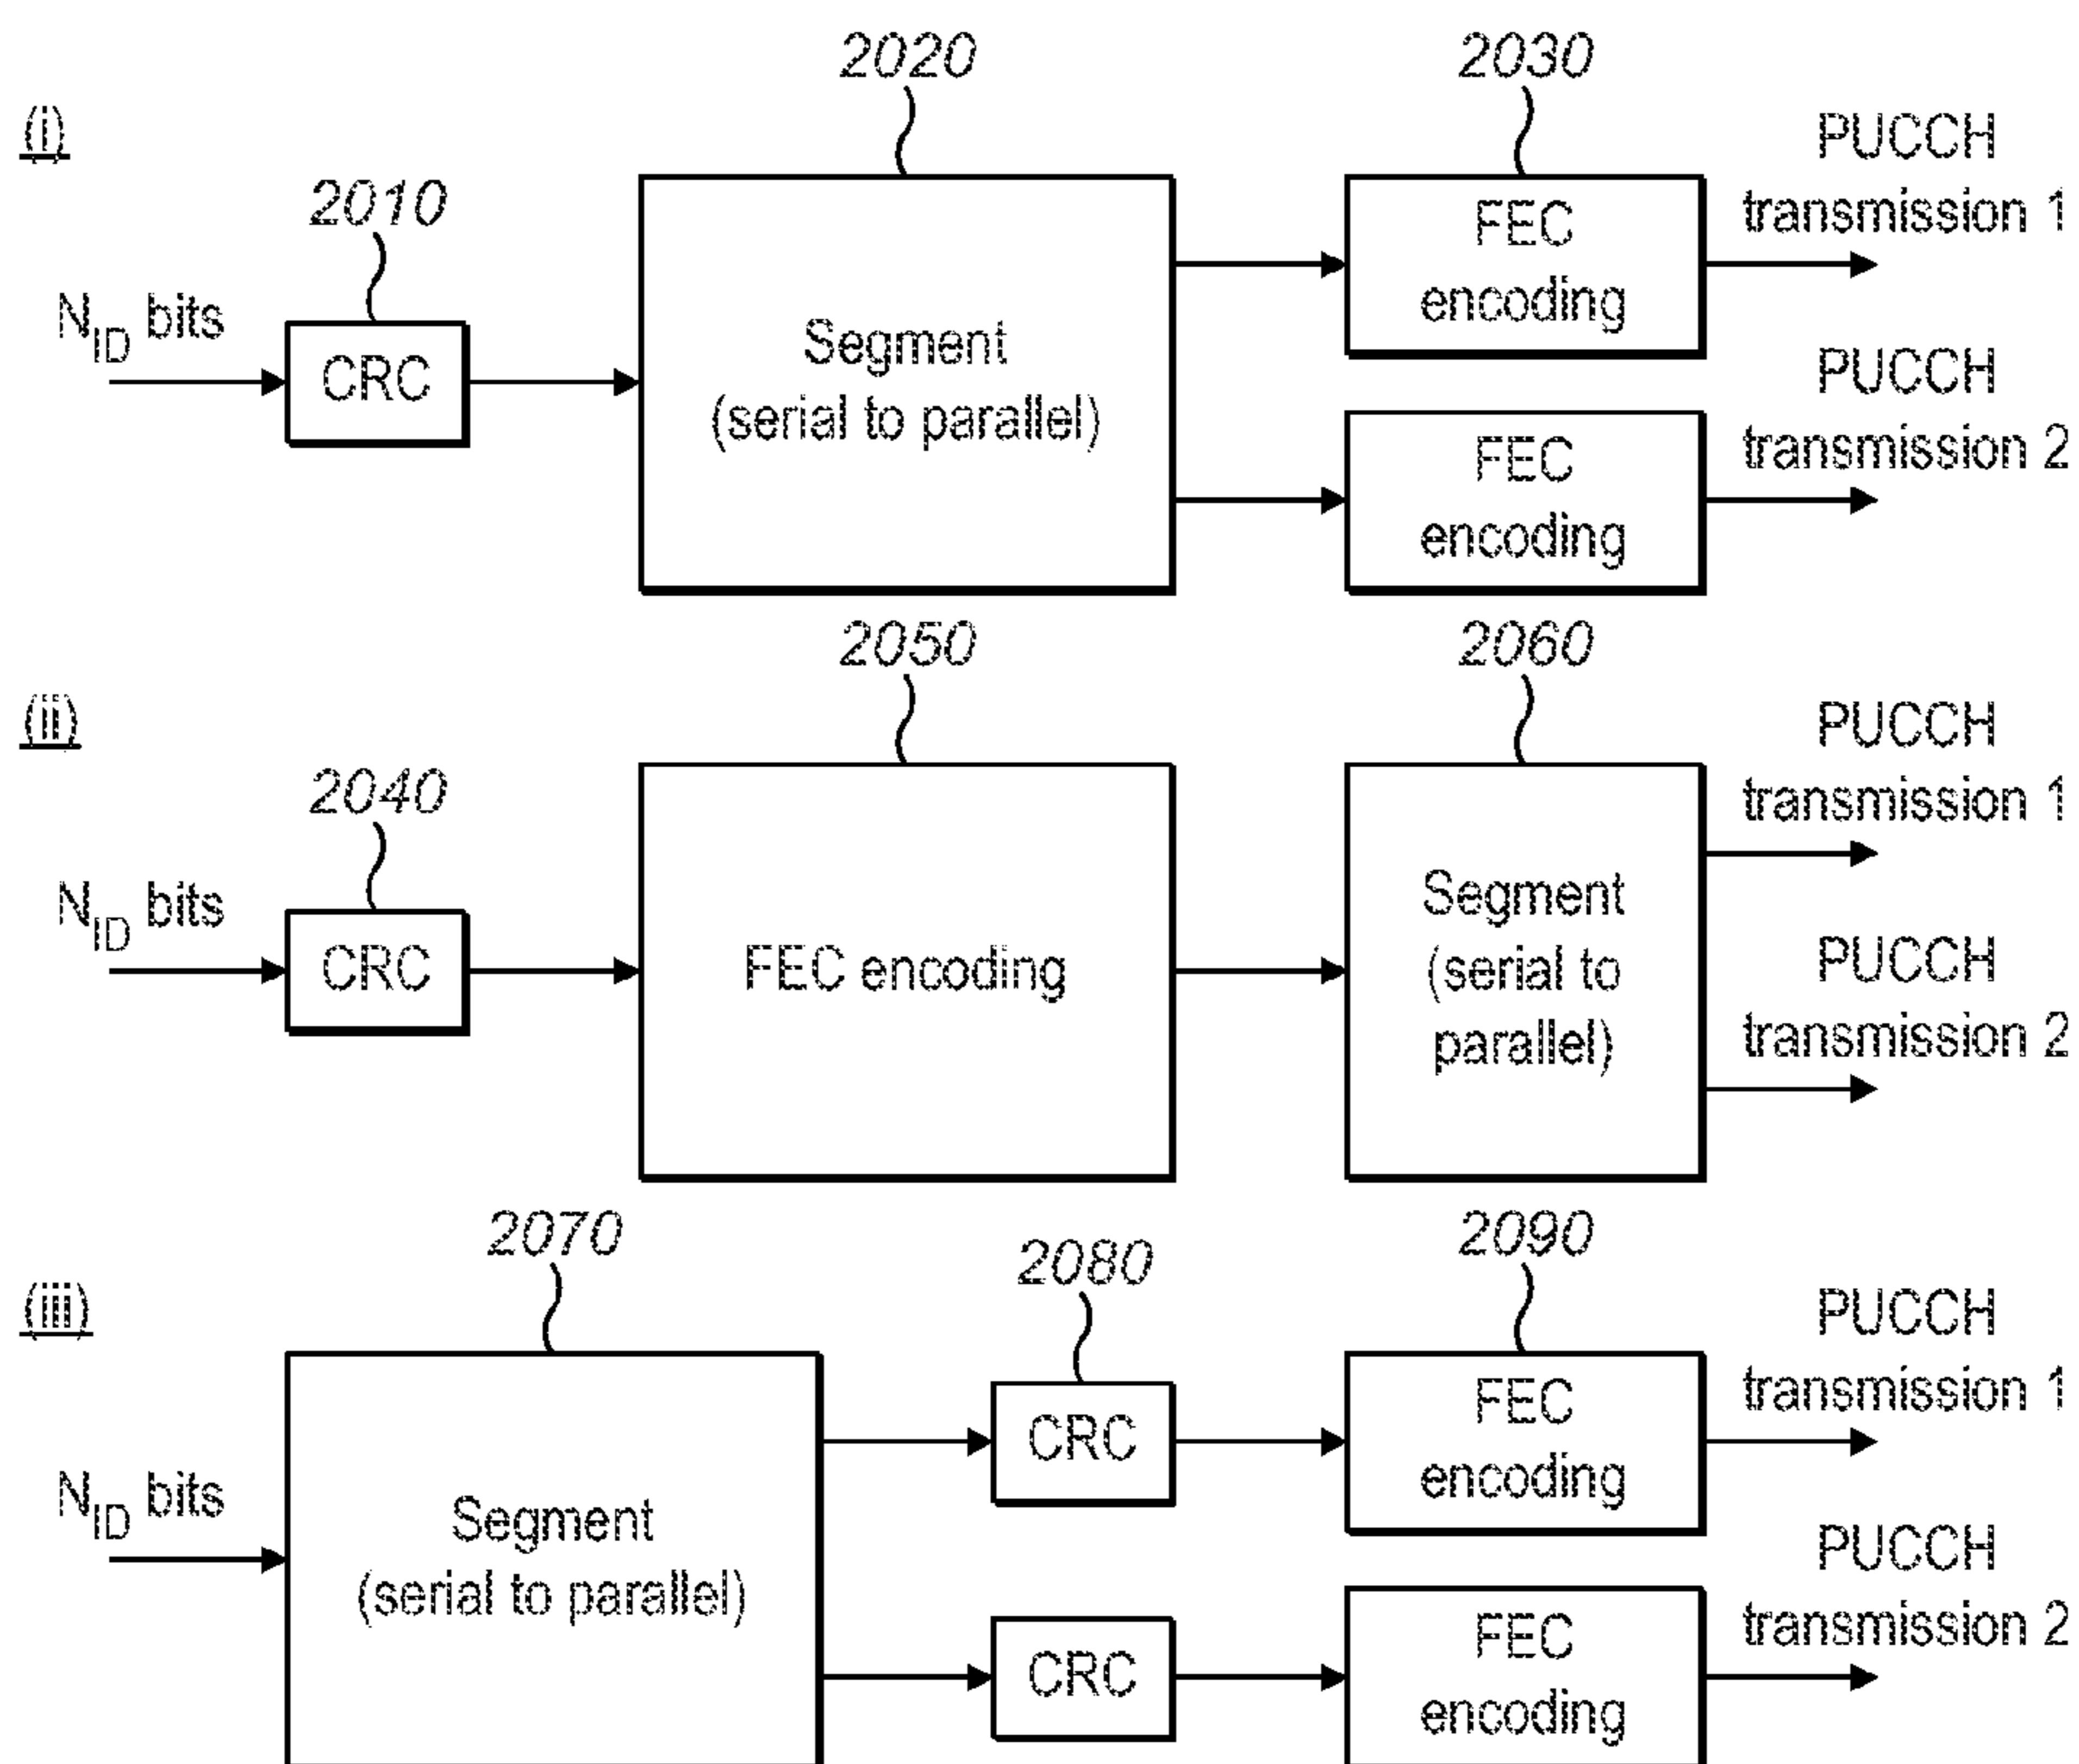 2020
2030
(i)
PUCCH
transmission 1
2010
FEC
encoding
N_ID bits
CRC
Segment
(serial to parallel)
PUCCH
transmission 2
FEC
encoding
2050
2060
(ii)
PUCCH
transmission 1
2040
N_ID bits
CRC
FEC encoding
Segment
(serial to
parallel)
PUCCH
transmission 2
2070
2080
2090
(iii)
PUCCH
transmission 1
CRC
FEC
encoding
N_ID bits
Segment
(serial to parallel)
PUCCH
transmission 2
CRC
FEC
encoding